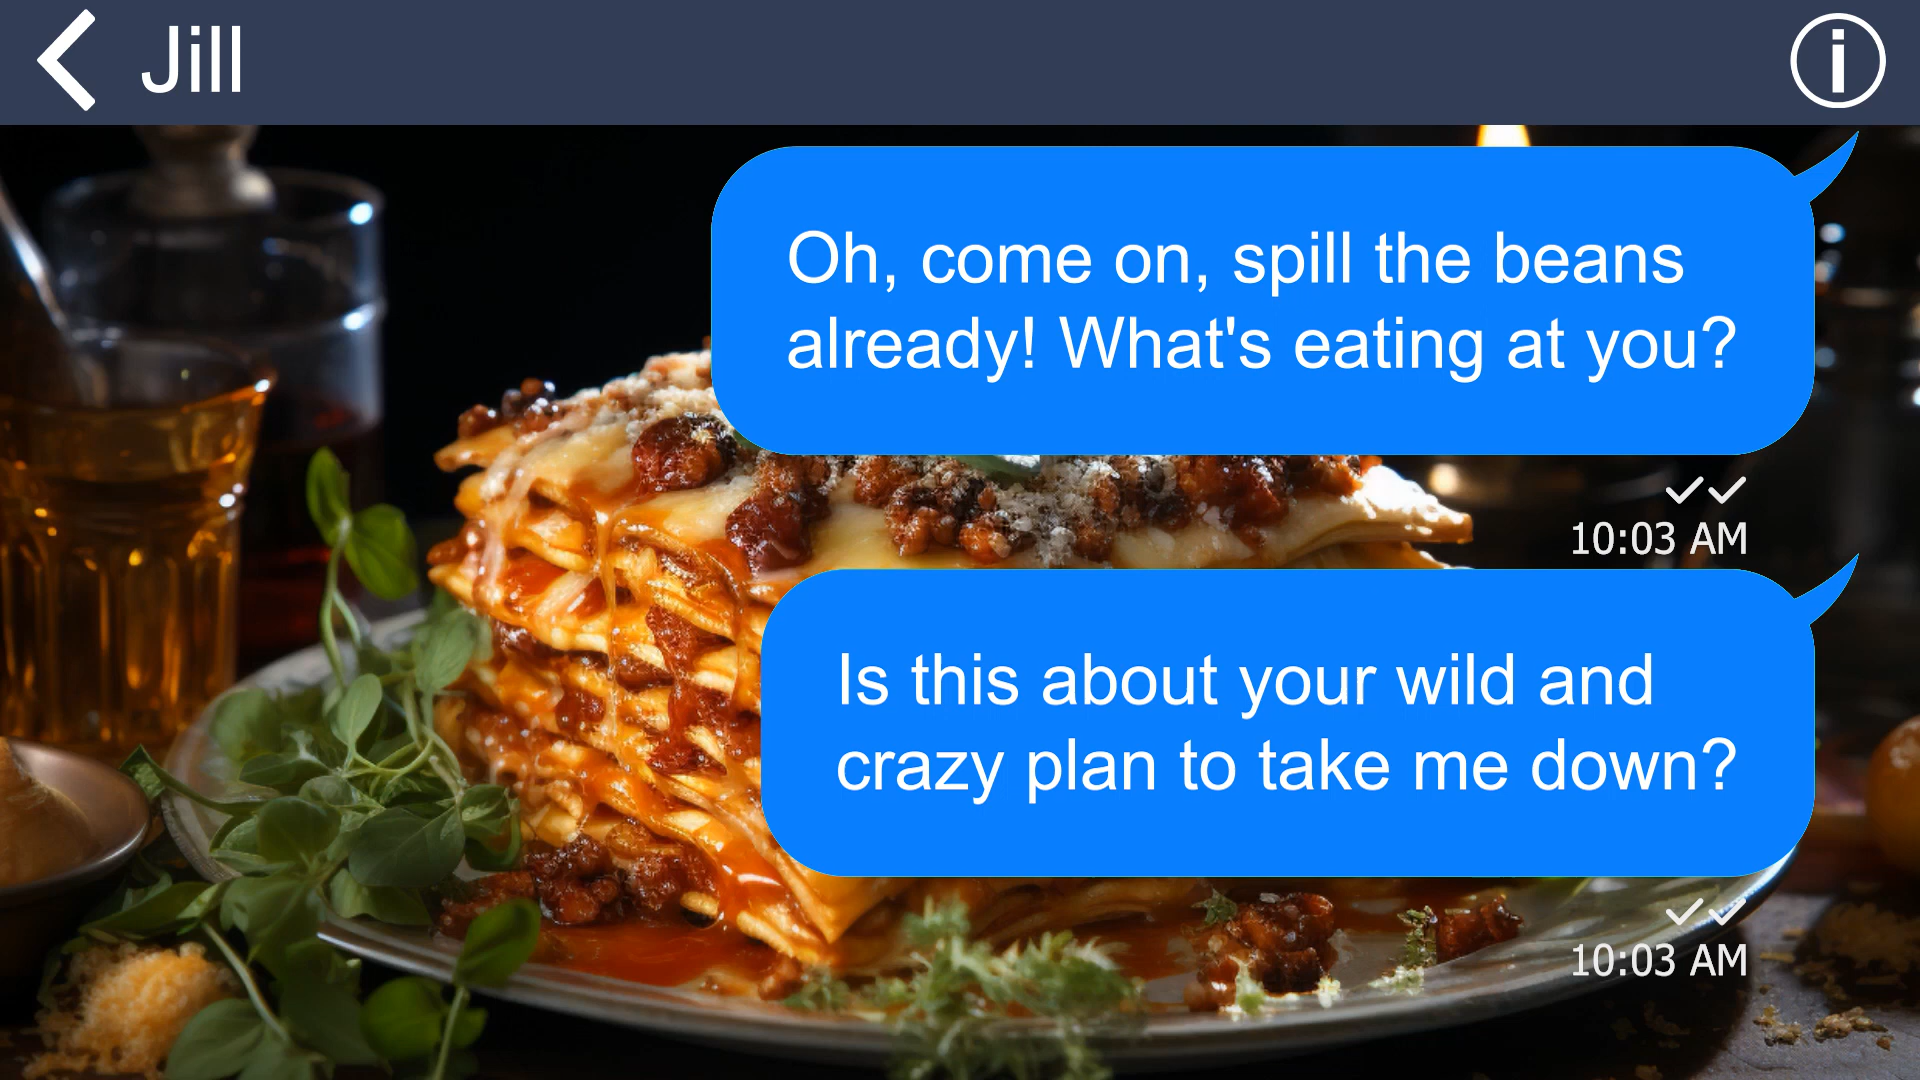 Jill
Oh, come on, spill the beans
already! What's eating at you?
10:03 AM
Is this about your wild and
crazy plan to take me down?
10:03 AM